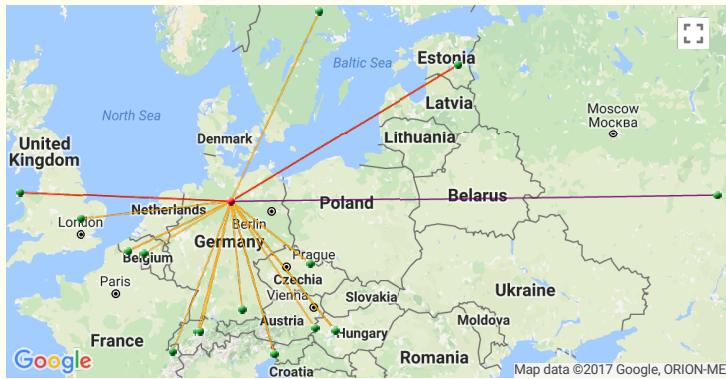 Baltic Sea
Estonia
North Sea
Latvia
Moscow
Москва
Denmark
Lithuania
United
Kingdom
Netherlands
Poland
Belarus
London
Berlin
Germany
Belgium
Prague
Paris
Czechia
Ukraine
Vienna
Slovakia
France
Austria
Hungary
Moldova
Romania
Croatia
Google
Map data ©2017 Google, ORION-ME